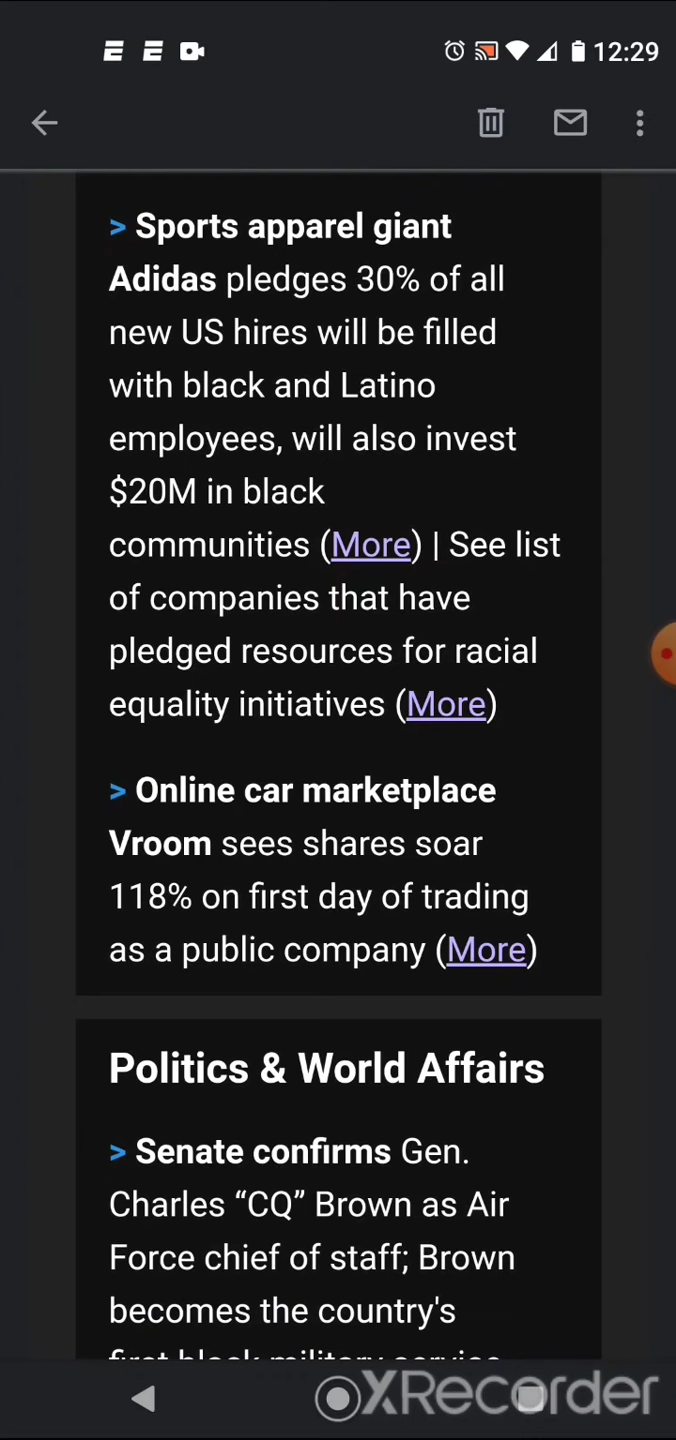 12:29
> Sports apparel giant
Adidas pledges 30% of all
new US hires will be filled
with black and Latino
employees, will also invest
$20M in black
communities (More) | See list
of companies that have
pledged resources for racial
equality initiatives (More)
> Online car marketplace
Vroom sees shares soar
118% on first day of trading
as a public company (More)
Politics & World Affairs
> Senate confirms Gen.
Charles “CQ” Brown as Air
Force chief of staff; Brown
becomes the country's
first black military service
XRecorder